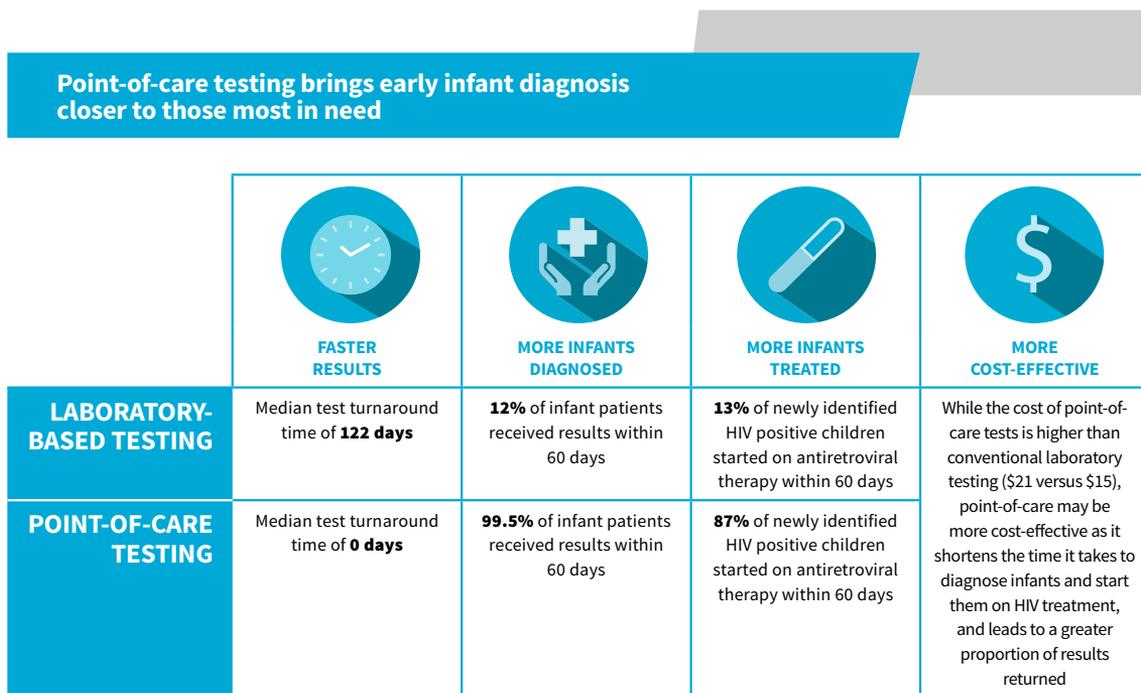 Point-of-care testing brings early infant diagnosis
closer to those most in need
FASTER
RESULTS
MORE INFANTS
DIAGNOSED
MORE INFANTS
TREATED
MORE
COST-EFFECTIVE
LABORATORY-
BASED TESTING
Median test turnaround
time of 122 days
12% of infant patients
received results within
60 days
13% of newly identified
HIV positive children
started on antiretroviral
therapy within 60 days
While the cost of point-of-
care tests is higher than
conventional laboratory
testing ($21 versus $15),
point-of-care may be
more cost-effective as it
shortens the time it takes to
diagnose infants and start
them on HIV treatment,
and leads to a greater
proportion of results
returned
POINT-OF-CARE
TESTING
Median test turnaround
time of 0 days
99.5% of infant patients
received results within
60 days
87% of newly identified
HIV positive children
started on antiretroviral
therapy within 60 days